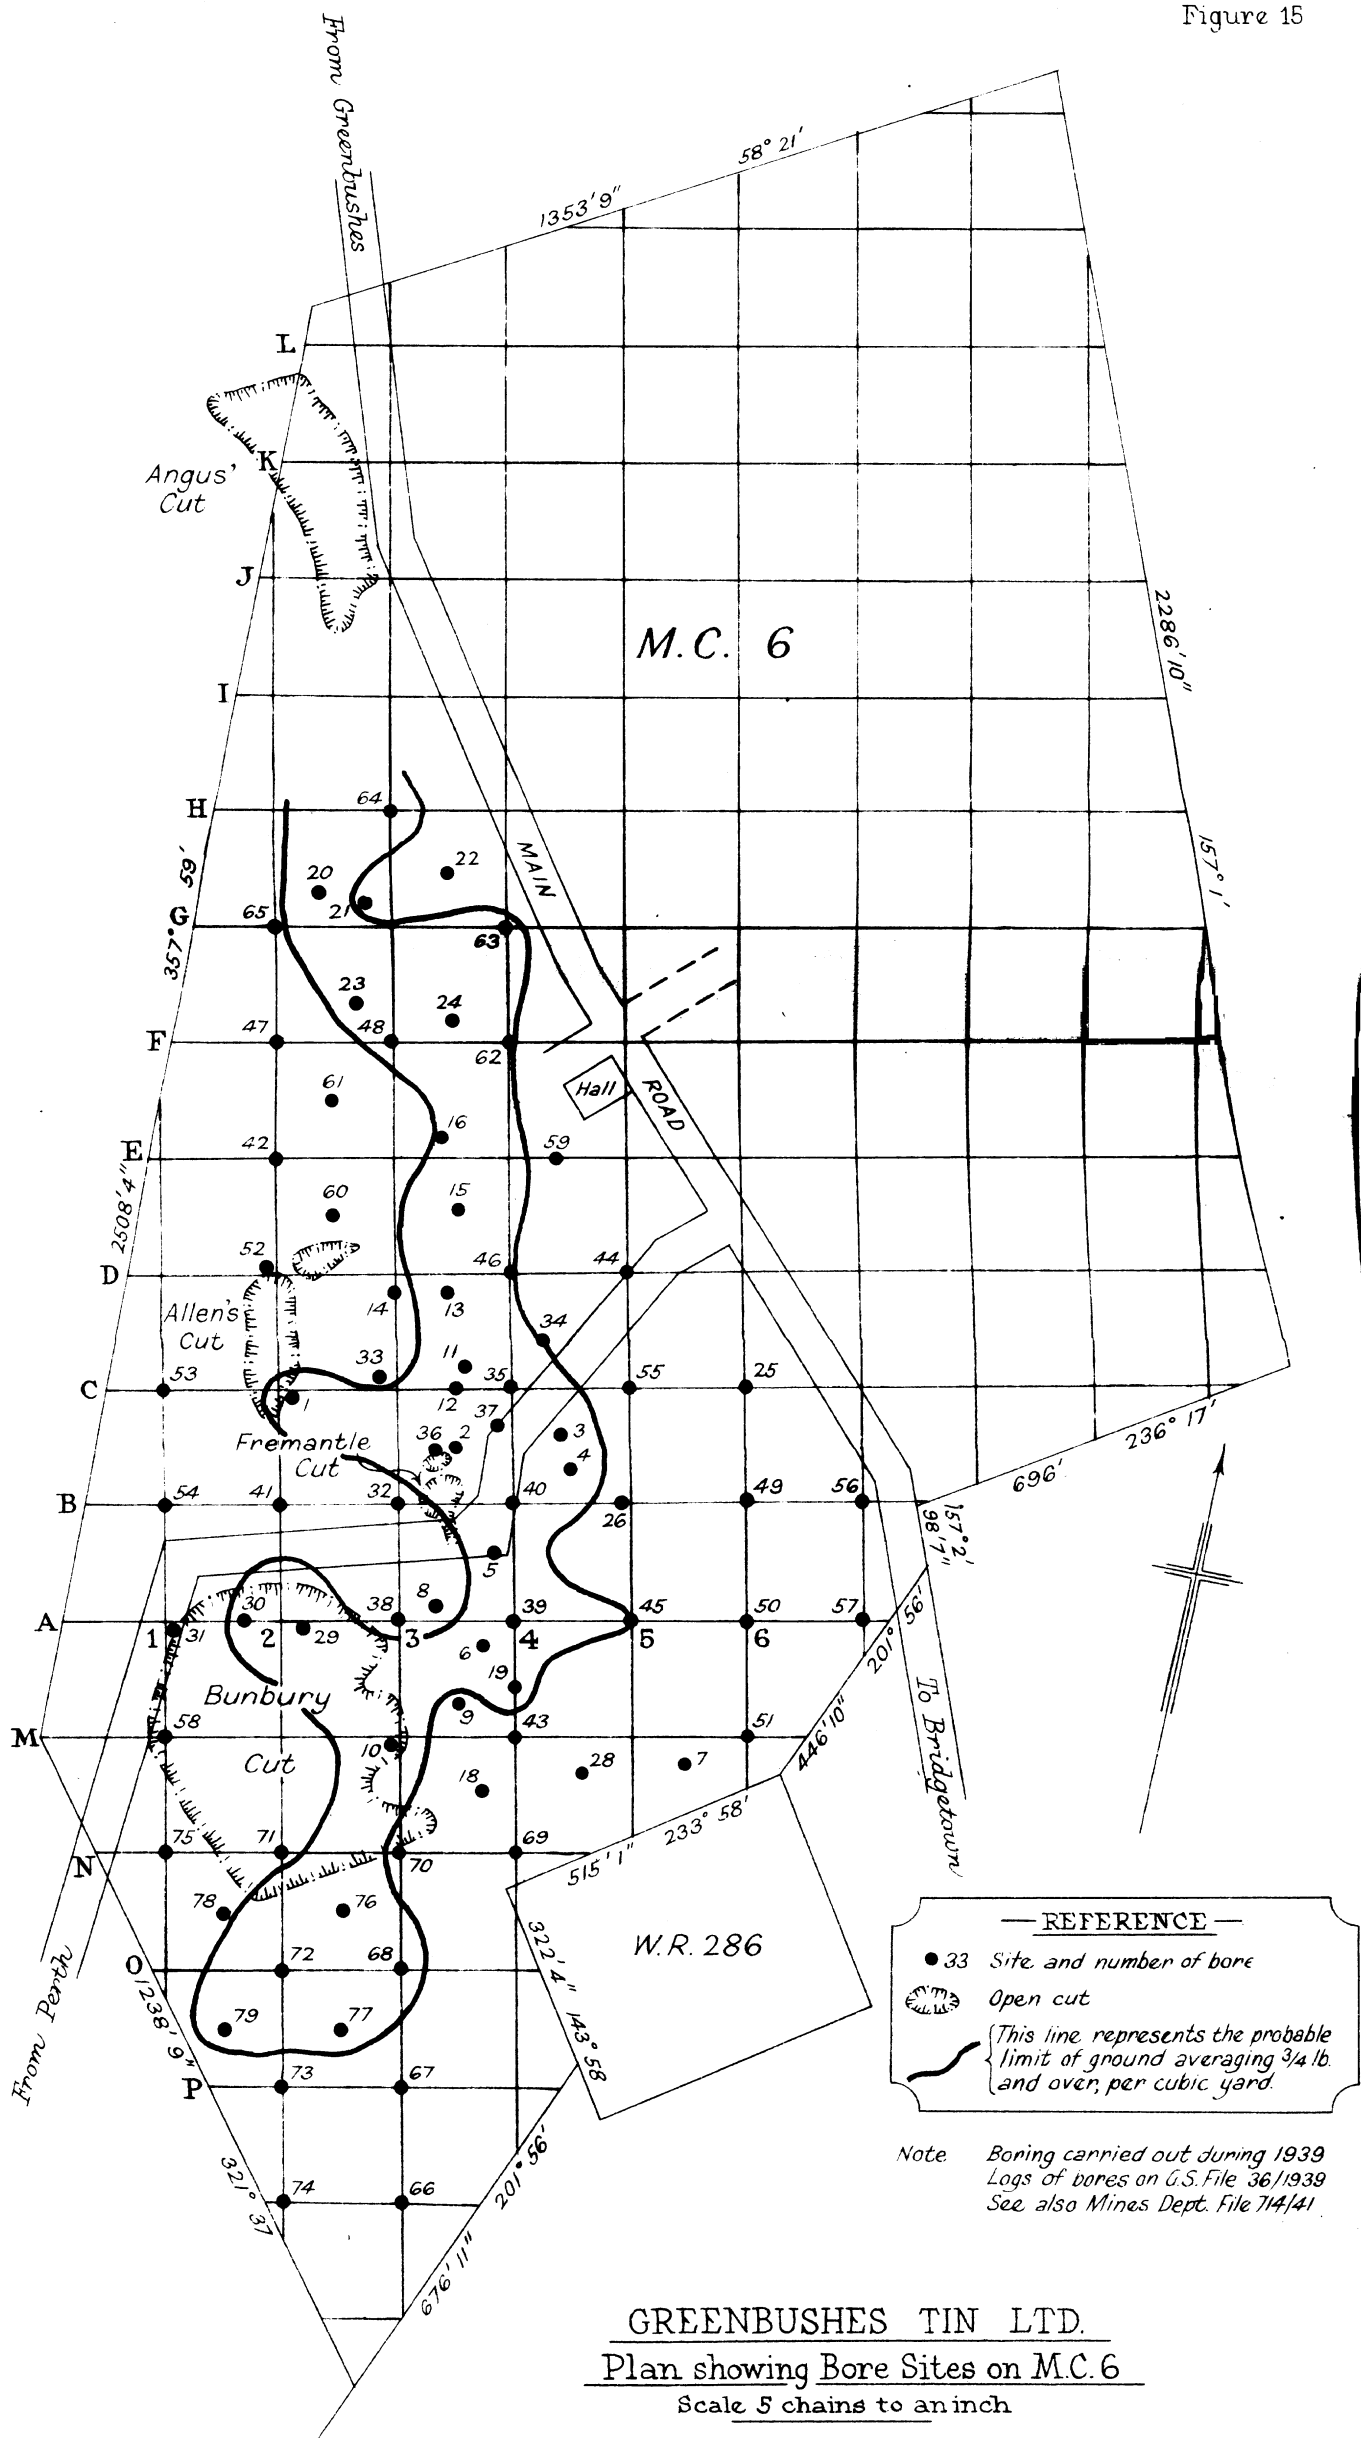 Figure 15
From Greenbushes
58° 21'
1353' 9"
L
K
Angus'
Cut
J
2286' 10"
M.C. 6
I
H
64
MAIN
157° 1'
22
20
21
357° 59'
G
65
63
23
24
F
47
48
62
61
Hall
ROAD
16
E
42
59
60
15
2508' 4"
52
46
44
D
14
13
Allen's
Cut
34
33
11
C
53
1
12
35
55
25
37
236° 17'
Fremantle
Cut
36
2
3
4
696'
B
54
41
32
40
26
49
56
157° 2'
98' 7"
5
8
A
1
31
30
2
29
38
3
39
4
45
5
50
6
57
201° 56'
6
19
Bunbury
Cut
9
To Bridgetown
M
58
10
43
51
446' 10"
28
7
18
233° 58'
N
75
71
70
69
515' 1"
78
76
W.R. 286
322' 4"
143° 58
O
72
68
1238' 9"
79
77
From Perth
P
73
67
321° 37
74
66
201° 56'
676' 11"
— REFERENCE —
33 Site and number of bore
Open cut
This line represents the probable
limit of ground averaging 3/4 lb.
and over, per cubic yard.
Note Boring carried out during 1939
Logs of bores on G.S. File 36/1939
See also Mines Dept. File 714/41
GREENBUSHES TIN LTD.
Plan showing Bore Sites on M.C. 6
Scale 5 chains to an inch